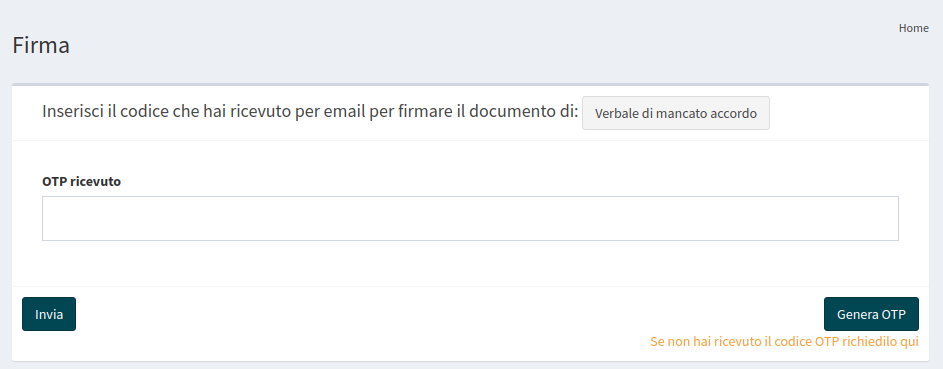 Home
Firma
Inserisci il codice che hai ricevuto per email per firmare il documento di: Verbale di mancato accordo
OTP ricevuto
Invia
Genera OTP
Se non hai ricevuto il codice OTP richiedilo qui